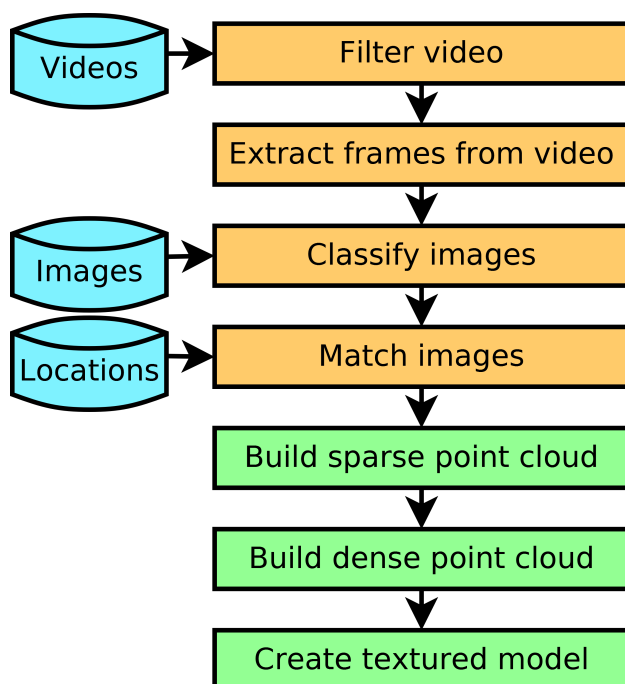 Videos
Filter video
Extract frames from video
Images
Classify images
Locations
Match images
Build sparse point cloud
Build dense point cloud
Create textured model